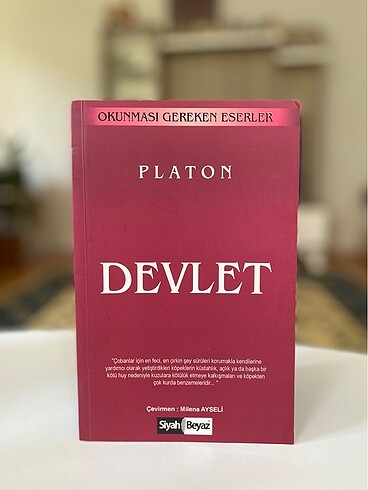 OKUNMASI GEREKEN ESERLER
PLATON
DEVLET
"Çobanlar için en feci, en çirkin şey sürüleri korumakla kendilerine
yardımcı olarak yetiştirdikleri köpeklerin küstahlık, açlık ya da başka bir
kötü huy nedeniyle kuzulara kötülük etmeye kalkışmaları ve köpekten
çok kurda benzemeleridir... "
Çevirmen : Milena AYSELİ
Siyah Beyaz